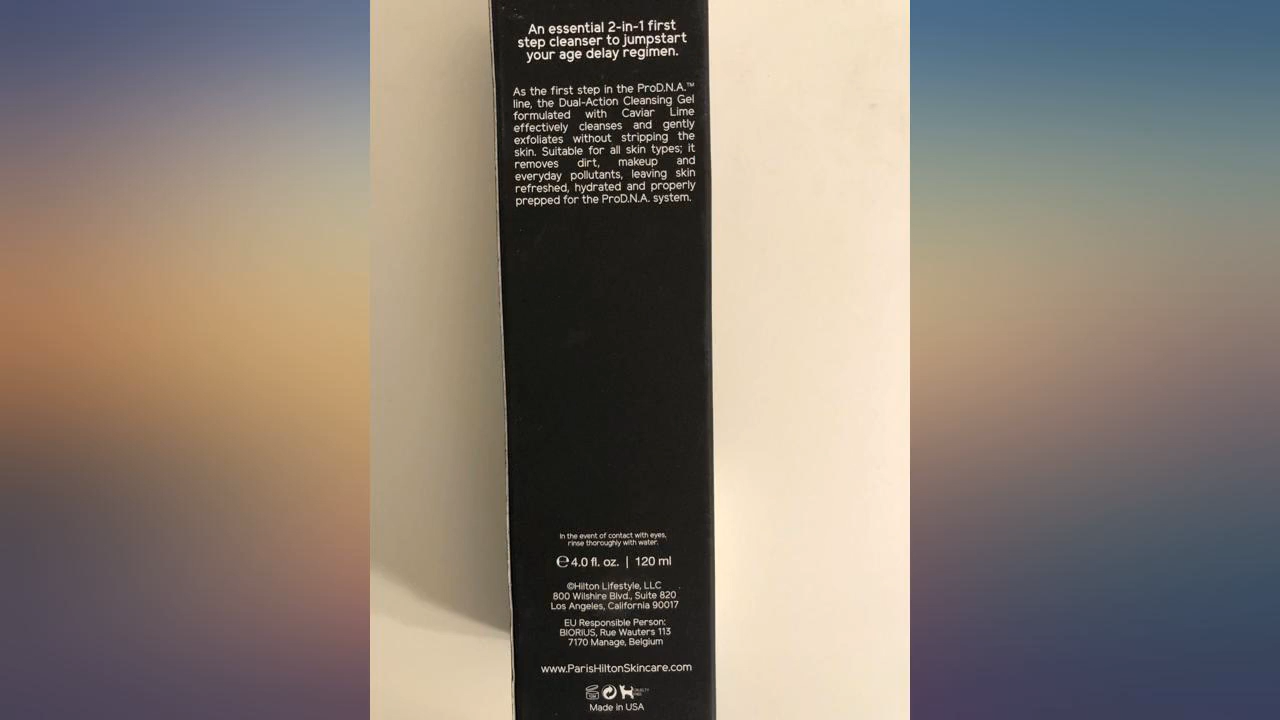 An essential 2-in-1 first
step cleanser to jumpstart
your age delay regimen.
As the first step in the ProD.N.A.™
line, the Dual-Action Cleansing Gel
formulated with Caviar Lime
effectively cleanses and gently
exfoliates without stripping the
skin. Suitable for all skin types; it
removes dirt, makeup and
everyday pollutants, leaving skin
refreshed, hydrated and properly
prepped for the ProD.N.A. system.
In the event of contact with eyes,
rinse thoroughly with water.
℮ 4.0 fl. oz. | 120 ml
©Hilton Lifestyle, LLC
800 Wilshire Blvd., Suite 820
Los Angeles, California 90017
EU Responsible Person:
BIORIUS, Rue Wauters 113
7170 Manage, Belgium
www.ParisHiltonSkincare.com
CRUELTY
FREE
Made in USA